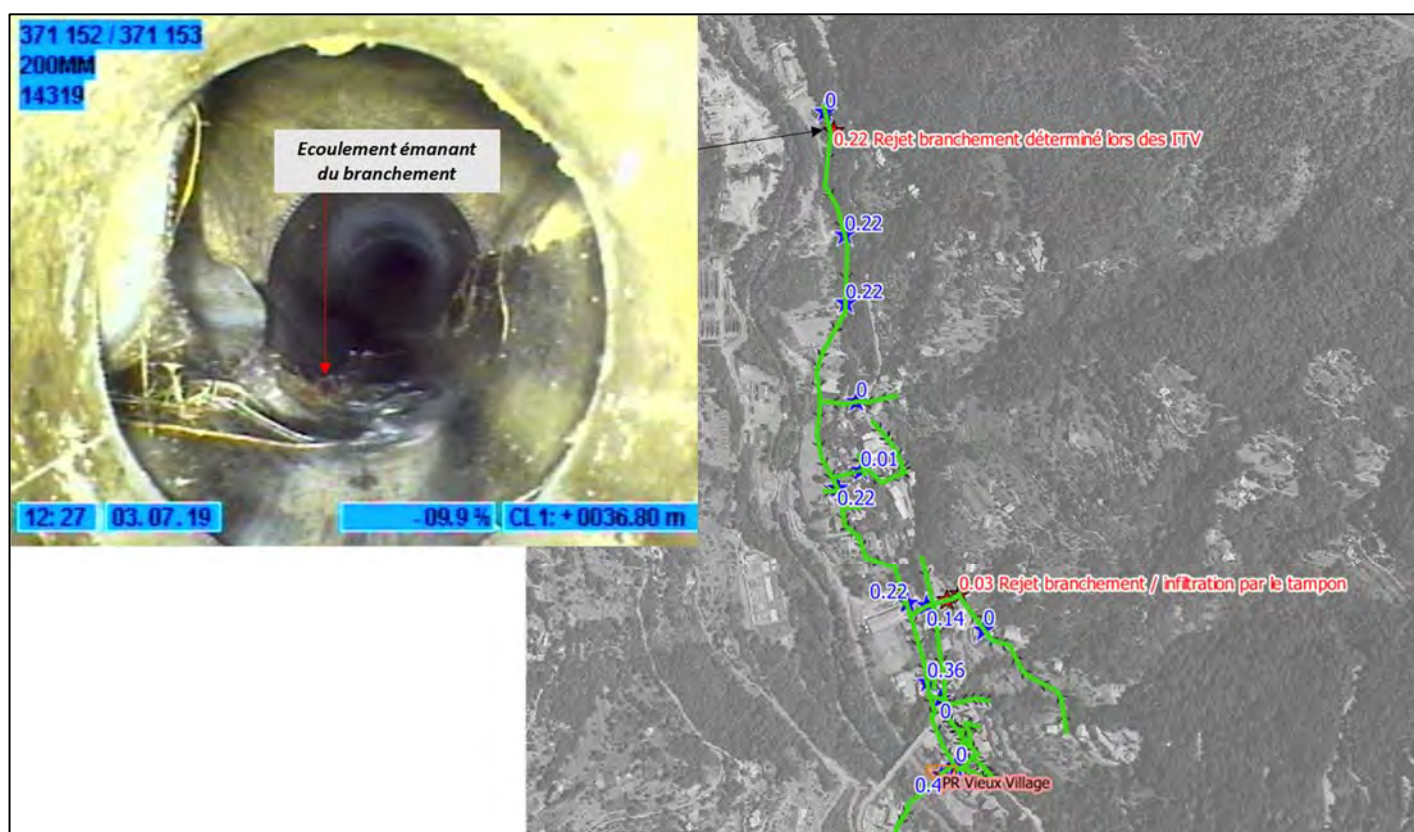 371 152 / 371 153
200MM
14319
Ecoulement émanant
du branchement
12: 27
03. 07. 19
- 09.9 %
CL1: + 0036.80 m
0
0.22 Rejet branchement déterminé lors des ITV
0.22
0.22
0
0.01
0.22
0.03 Rejet branchement / infiltration par le tampon
0.22
0.14
0
0.36
0
0
0.4
PR Vieux Village